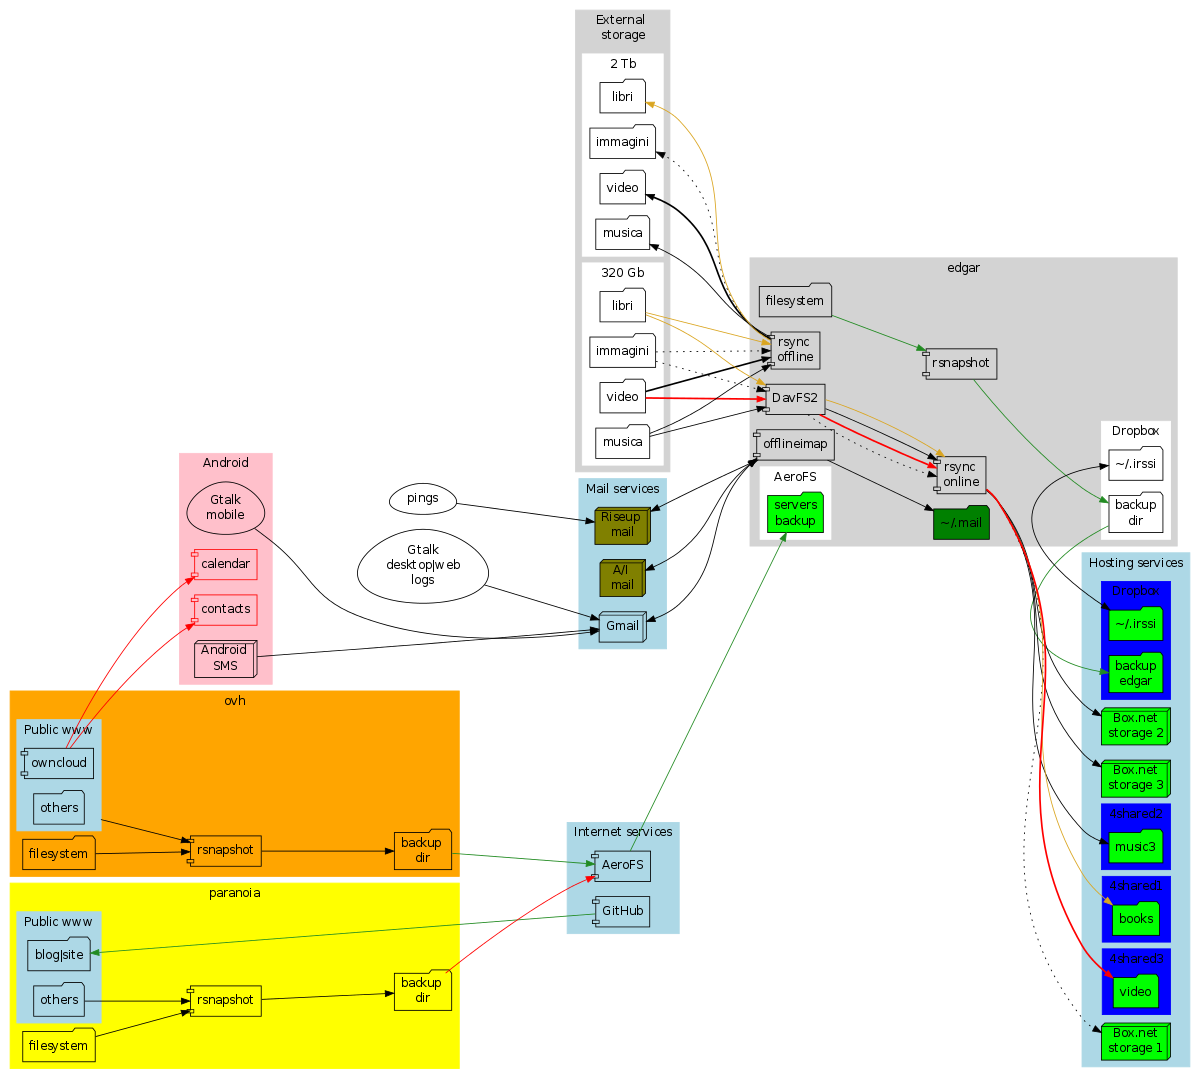 External
storage
2 Tb
libri
immagini
video
musica
320 Gb
libri
immagini
video
musica
edgar
filesystem
rsync
offline
rsnapshot
DavFS2
offlineimap
rsync
online
AeroFS
servers
backup
~/.mail
Dropbox
~/.irssi
backup
dir
Android
Gtalk
mobile
calendar
contacts
Android
SMS
pings
Gtalk
desktop|web
logs
Mail services
Riseup
mail
A/I
mail
Gmail
Hosting services
Dropbox
~/.irssi
backup
edgar
Box.net
storage 2
Box.net
storage 3
4shared2
music3
4shared1
books
4shared3
video
Box.net
storage 1
ovh
Public www
owncloud
others
filesystem
rsnapshot
backup
dir
Internet services
AeroFS
GitHub
paranoia
Public www
blog|site
others
filesystem
rsnapshot
backup
dir